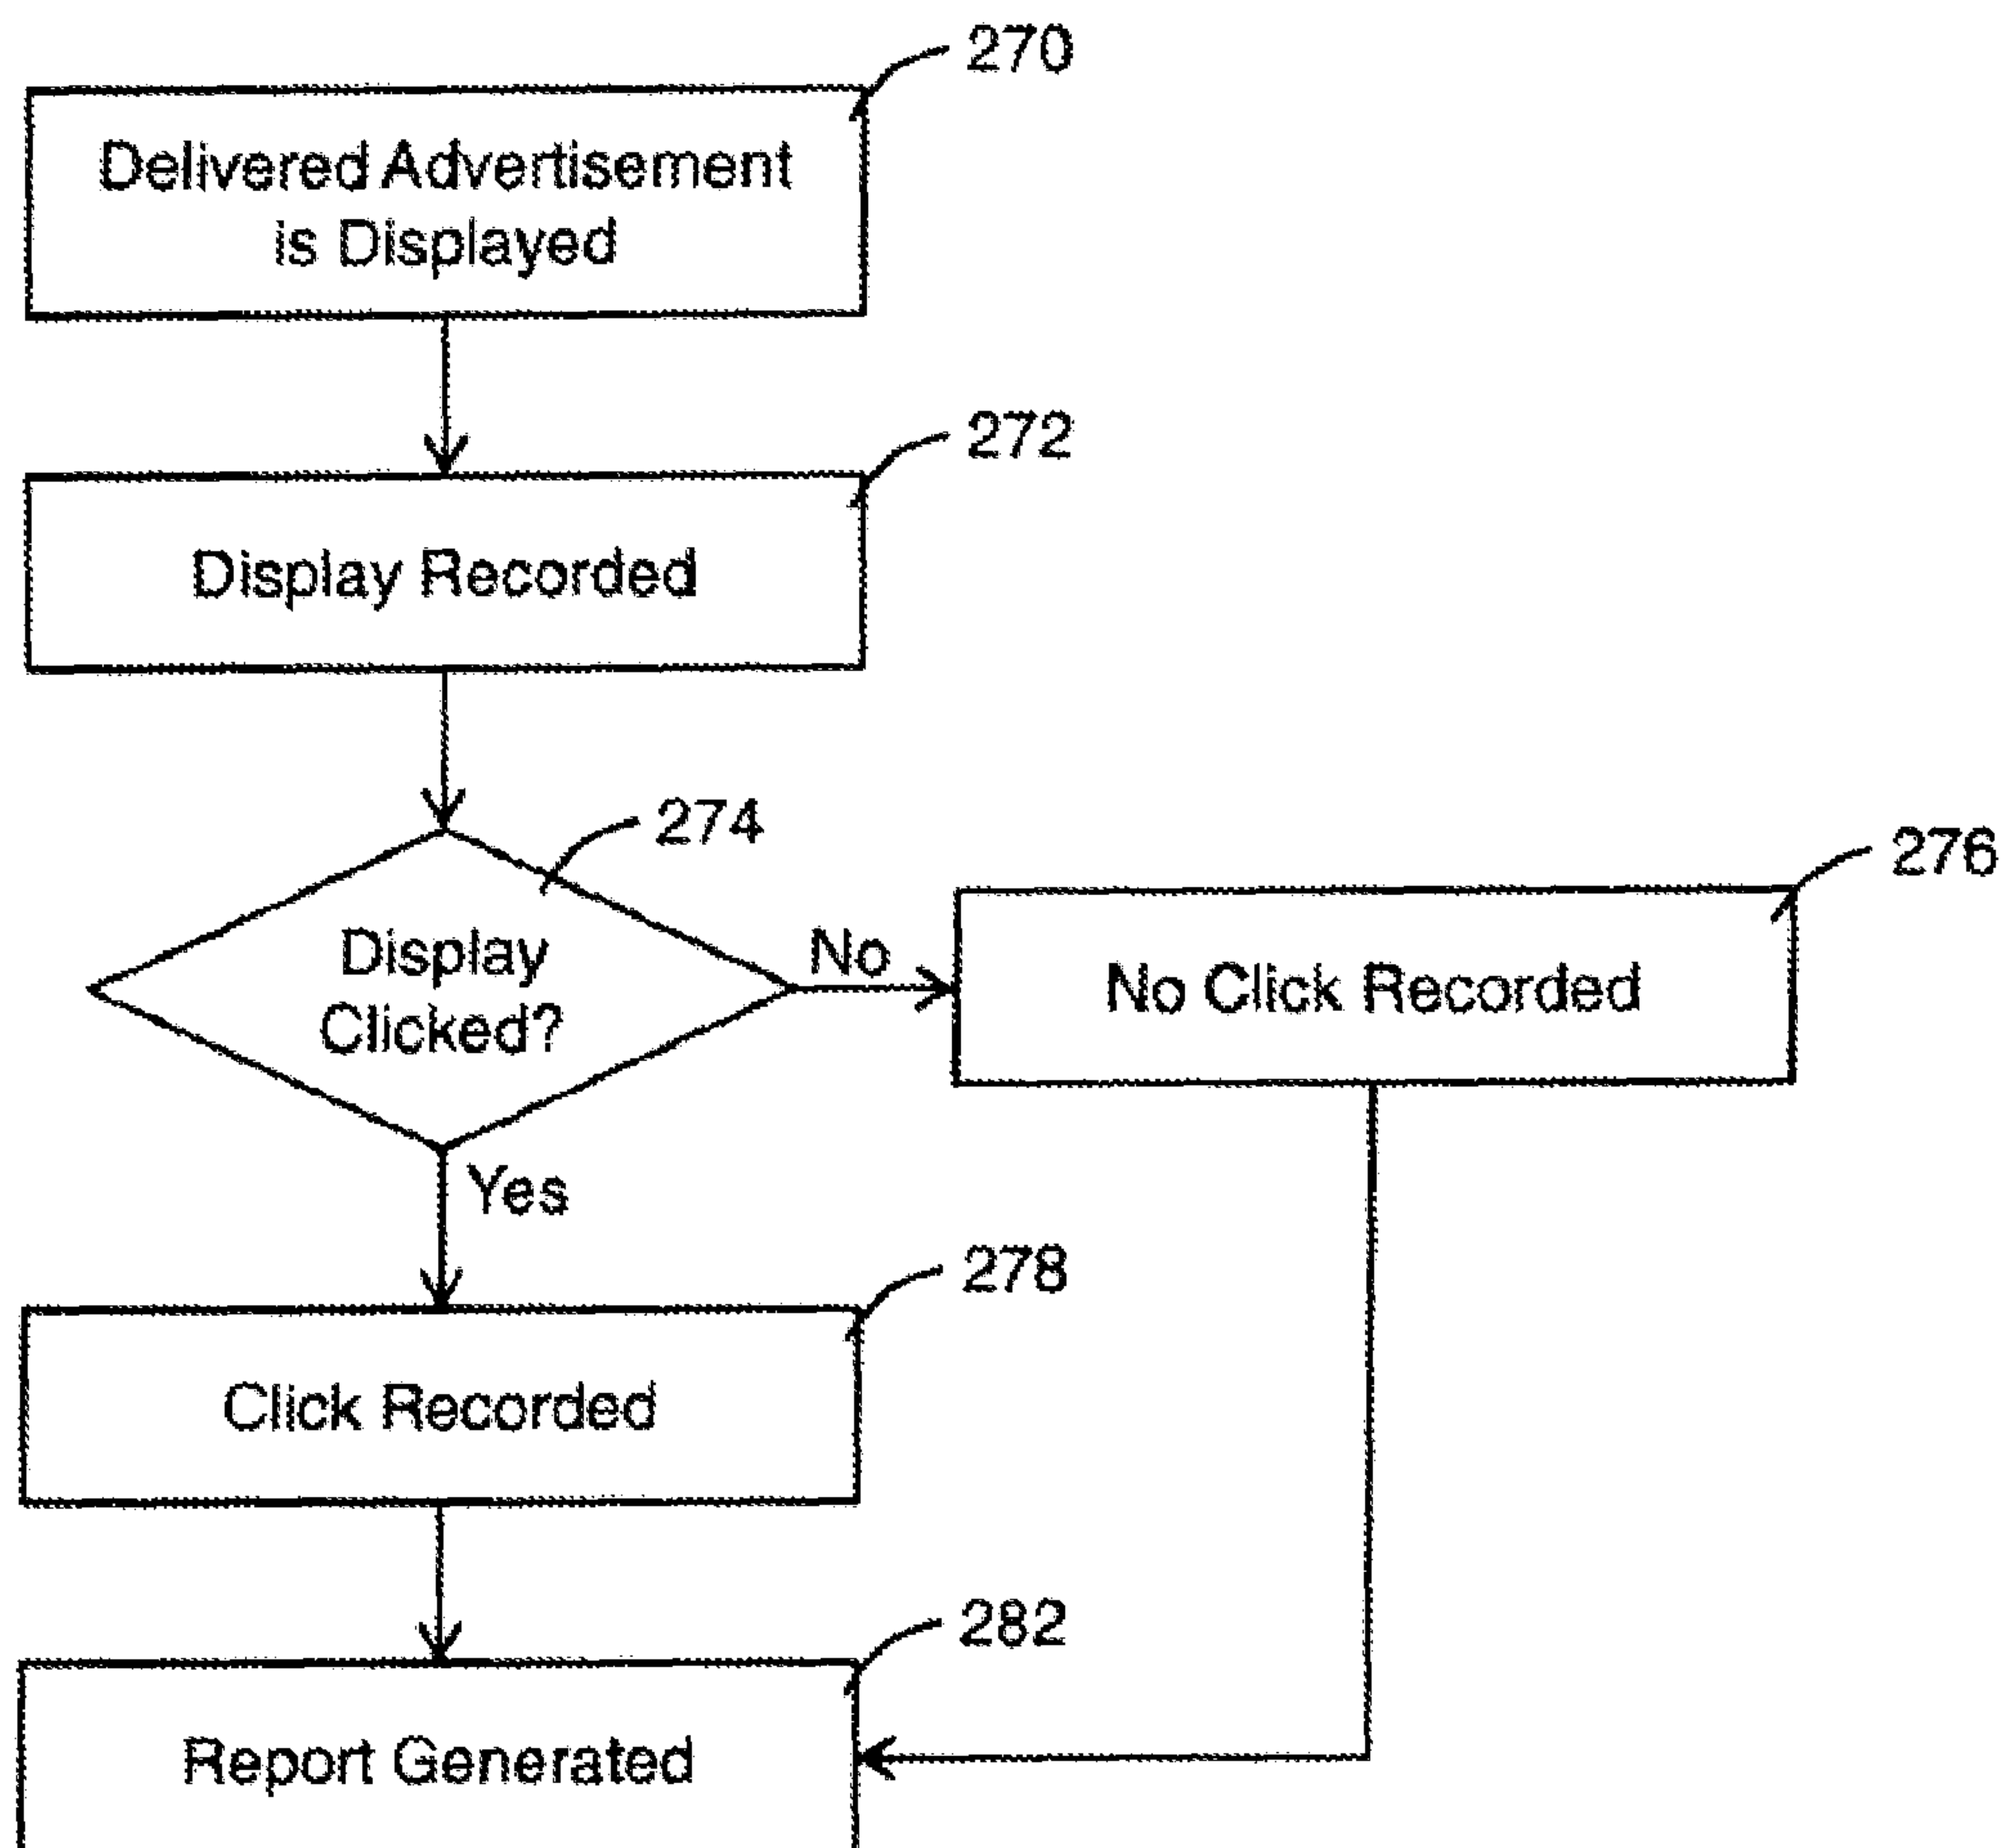 270
Delivered Advertisement
is Displayed
272
Display Recorded
274
Display
Clicked?
No
276
No Click Recorded
Yes
278
Click Recorded
282
Report Generated